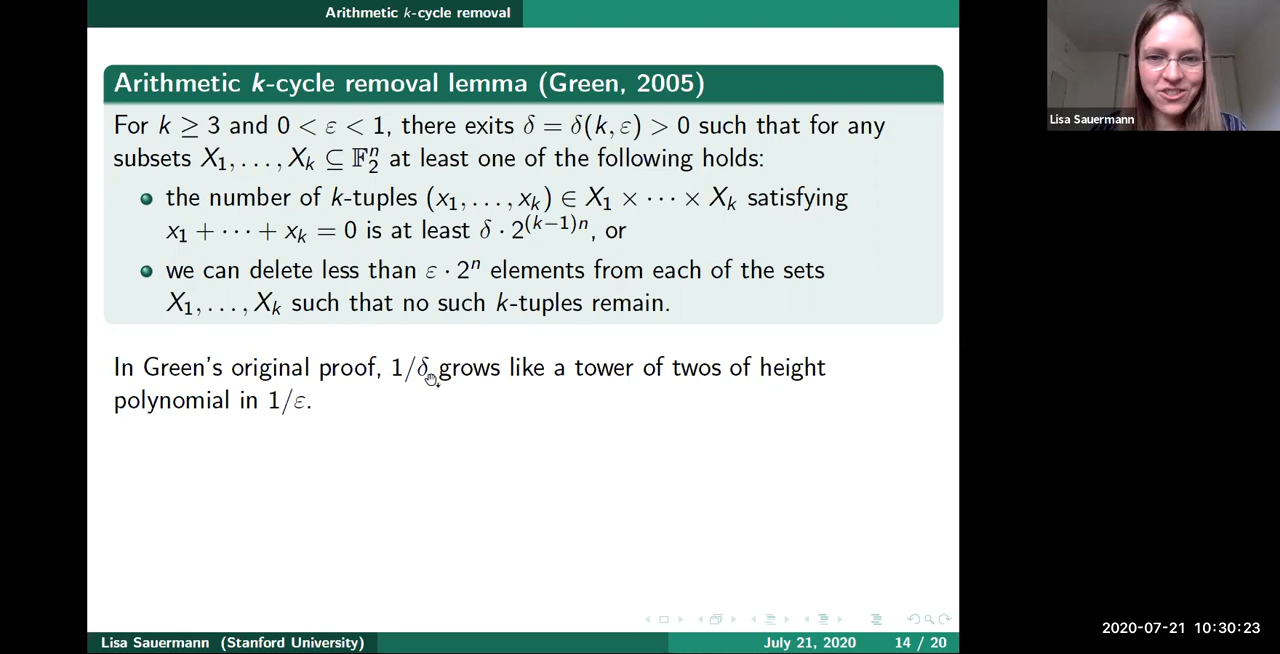 Arithmetic k-cycle removal
Arithmetic k-cycle removal lemma (Green, 2005)
For k ≥ 3 and 0 < ε < 1, there exits δ = δ(k, ε) > 0 such that for any
subsets X₁, . . . , Xₖ ⊆ 𝔽₂ⁿ at least one of the following holds:
the number of k-tuples (x₁, . . . , xₖ) ∈ X₁ × · · · × Xₖ satisfying
x₁ + · · · + xₖ = 0 is at least δ · 2⁽ᵏ⁻¹⁾ⁿ, or
we can delete less than ε · 2ⁿ elements from each of the sets
X₁, . . . , Xₖ such that no such k-tuples remain.
In Green's original proof, 1/δ grows like a tower of twos of height
polynomial in 1/ε.
Lisa Sauermann (Stanford University)
July 21, 2020
14 / 20
Lisa Sauermann
2020-07-21 10:30:23